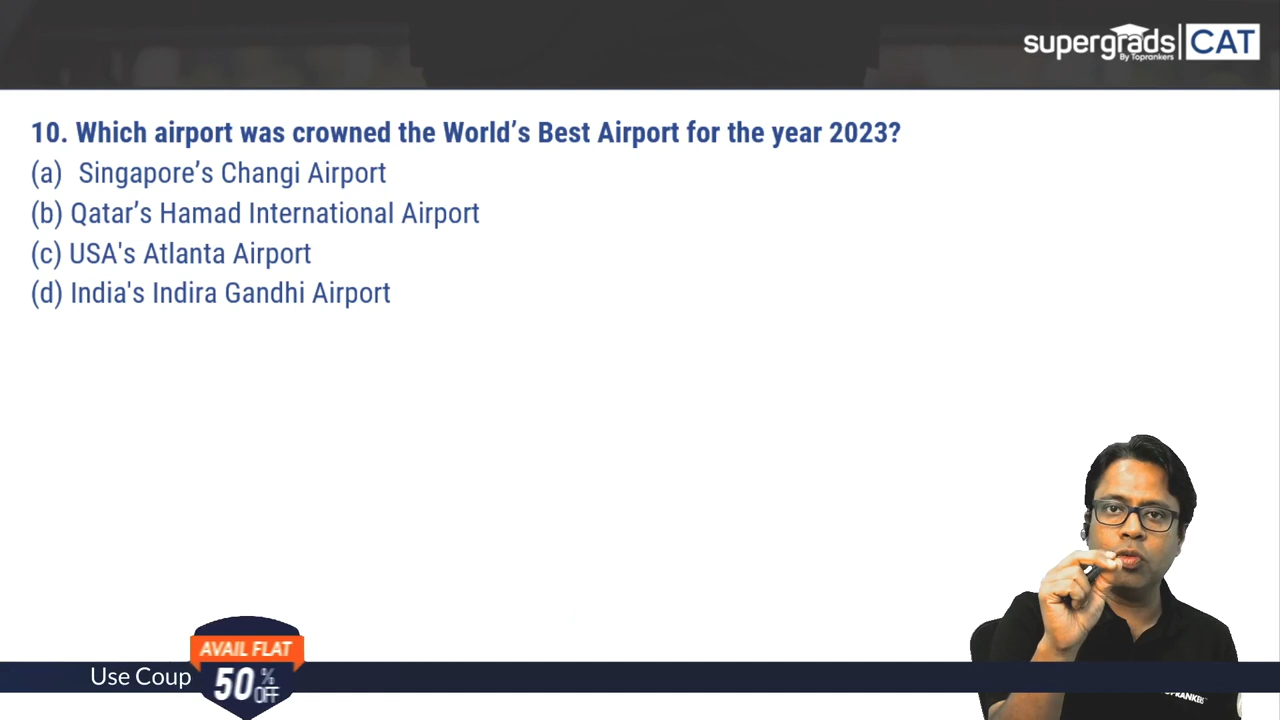 supergrads
By Toprankers
CAT
10. Which airport was crowned the World’s Best Airport for the year 2023?
(a) Singapore’s Changi Airport
(b) Qatar’s Hamad International Airport
(c) USA's Atlanta Airport
(d) India's Indira Gandhi Airport
AVAIL FLAT
Use Coup
50% OFF